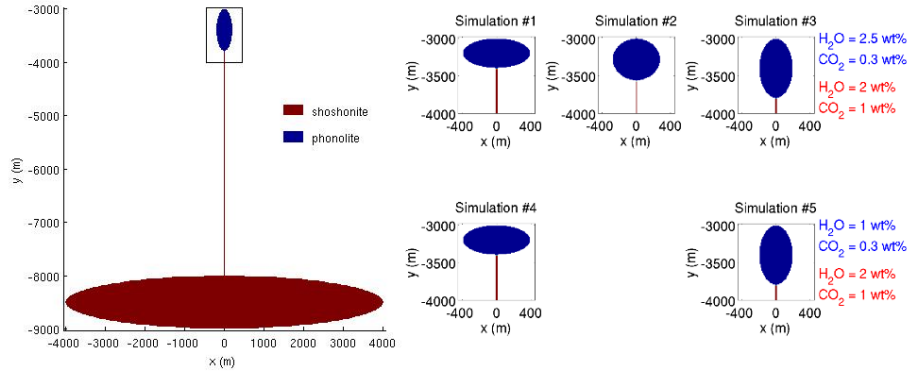 -3000
-4000
-5000
-6000
-7000
-8000
-9000
y (m)
-4000 -3000 -2000 -1000 0 1000 2000 3000 4000
x (m)
shoshonite
phonolite
Simulation #1
-3000
-3500
-4000
y (m)
-400 0 400
x (m)
Simulation #2
-3000
-3500
-4000
y (m)
-400 0 400
x (m)
Simulation #3
-3000
-3500
-4000
y (m)
-400 0 400
x (m)
H₂O = 2.5 wt%
CO₂ = 0.3 wt%
H₂O = 2 wt%
CO₂ = 1 wt%
Simulation #4
-3000
-3500
-4000
y (m)
-400 0 400
x (m)
Simulation #5
-3000
-3500
-4000
y (m)
-400 0 400
x (m)
H₂O = 1 wt%
CO₂ = 0.3 wt%
H₂O = 2 wt%
CO₂ = 1 wt%